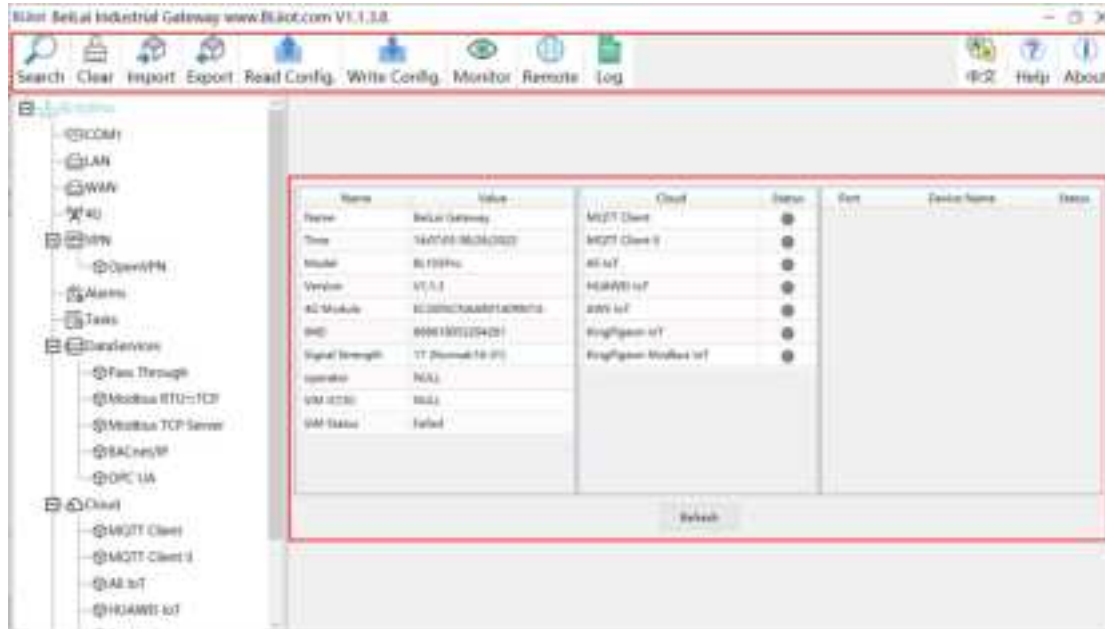 BeiLai Industrial Gateway www.BLiiot.com V1.1.3.8.
Search Clear Import Export Read Config. Write Config. Monitor Remote Log 中文 Help About
COM1
LAN
WAN
4G
VPN
OpenVPN
Alarms
Tasks
DataServices
Pass Through
Modbus RTU⇔TCP
Modbus TCP Server
BACnet/IP
OPC UA
Cloud
MQTT Client
MQTT Client II
Ali IoT
HUAWEI IoT
Name Value
Name BeiLai Gateway
Time
Model
Version V1.1.3
4G Module
IMEI
Signal Strength
operator NULL
SIM ICCID NULL
SIM Status Failed
Cloud Status
MQTT Client
MQTT Client II
Ali IoT
HUAWEI IoT
AWS IoT
KingPigeon IoT
KingPigeon Modbus IoT
Port Device Name Status
Refresh